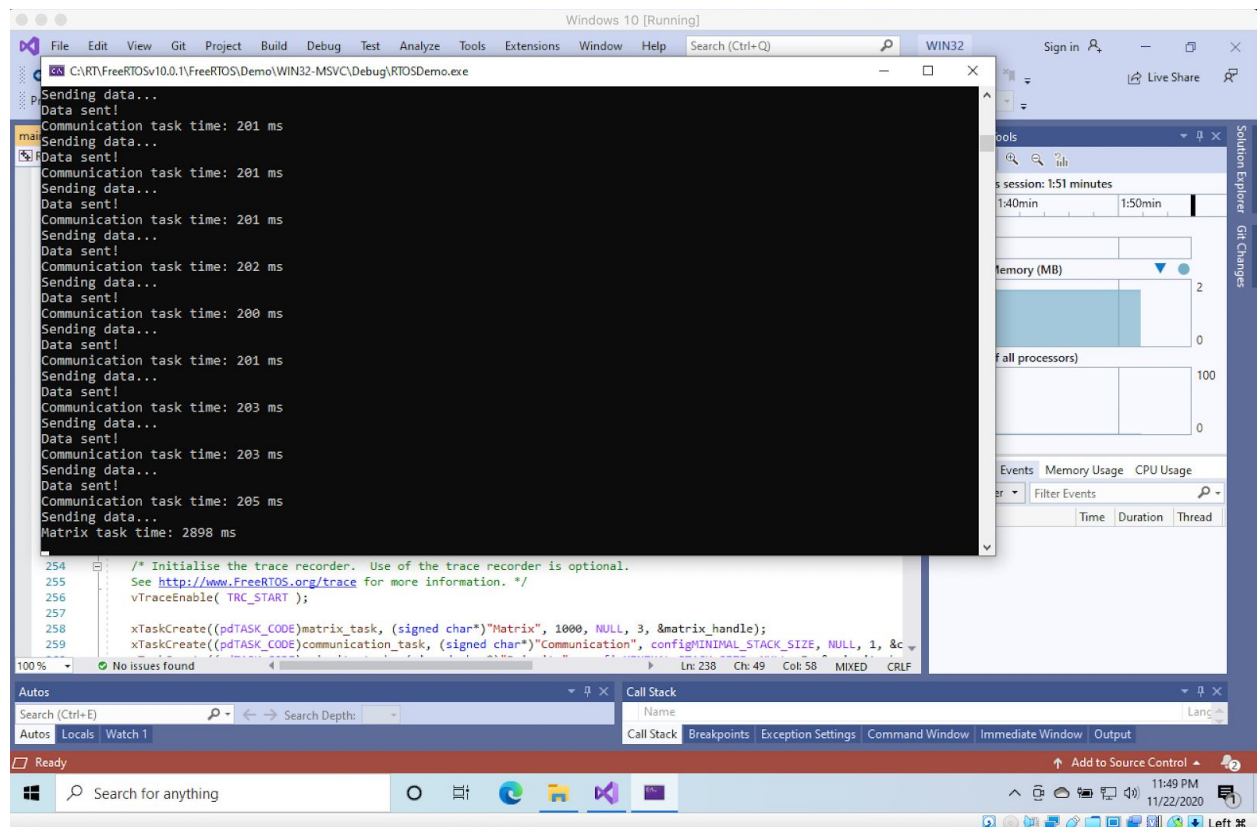 Windows 10 [Running]
File Edit View Git Project Build Debug Test Analyze Tools Extensions Window Help Search (Ctrl+Q) WIN32 Sign in
C:\RT\FreeRTOSv10.0.1\FreeRTOS\Demo\WIN32-MSVC\Debug\RTOSDemo.exe
Live Share
Sending data...
Data sent!
Communication task time: 201 ms
Sending data...
Data sent!
Communication task time: 201 ms
Sending data...
Data sent!
Communication task time: 201 ms
Sending data...
Data sent!
Communication task time: 202 ms
Sending data...
Data sent!
Communication task time: 200 ms
Sending data...
Data sent!
Communication task time: 201 ms
Sending data...
Data sent!
Communication task time: 203 ms
Sending data...
Data sent!
Communication task time: 203 ms
Sending data...
Data sent!
Communication task time: 205 ms
Sending data...
Matrix task time: 2898 ms
ools
s session: 1:51 minutes
1:40min 1:50min
Memory (MB)
2
0
f all processors)
100
0
Events Memory Usage CPU Usage
Filter Events
Time Duration Thread
Solution Explorer
Git Changes
254 /* Initialise the trace recorder. Use of the trace recorder is optional.
255 See http://www.FreeRTOS.org/trace for more information. */
256 vTraceEnable( TRC_START );
257
258 xTaskCreate((pdTASK_CODE)matrix_task, (signed char*)"Matrix", 1000, NULL, 3, &matrix_handle);
259 xTaskCreate((pdTASK_CODE)communication_task, (signed char*)"Communication", configMINIMAL_STACK_SIZE, NULL, 1, &c
100 % No issues found Ln: 238 Ch: 49 Col: 58 MIXED CRLF
Autos
Search (Ctrl+E) Search Depth:
Autos Locals Watch 1
Call Stack
Name Lang
Call Stack Breakpoints Exception Settings Command Window Immediate Window Output
Ready Add to Source Control 2
Search for anything
11:49 PM
11/22/2020
1
Left ⌘